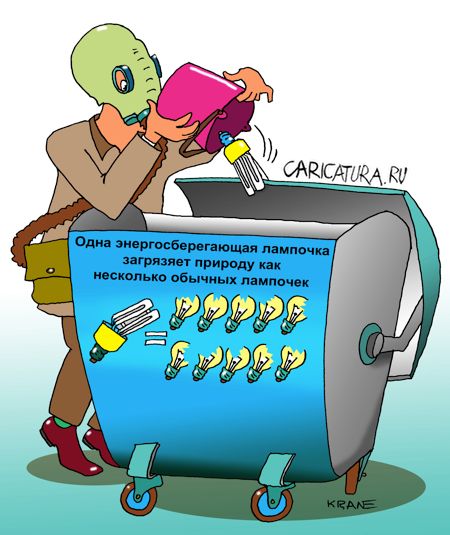 CARICATURA.RU
Одна энергосберегающая лампочка
загрязяет природу как
несколько обычных лампочек
=
KRANE